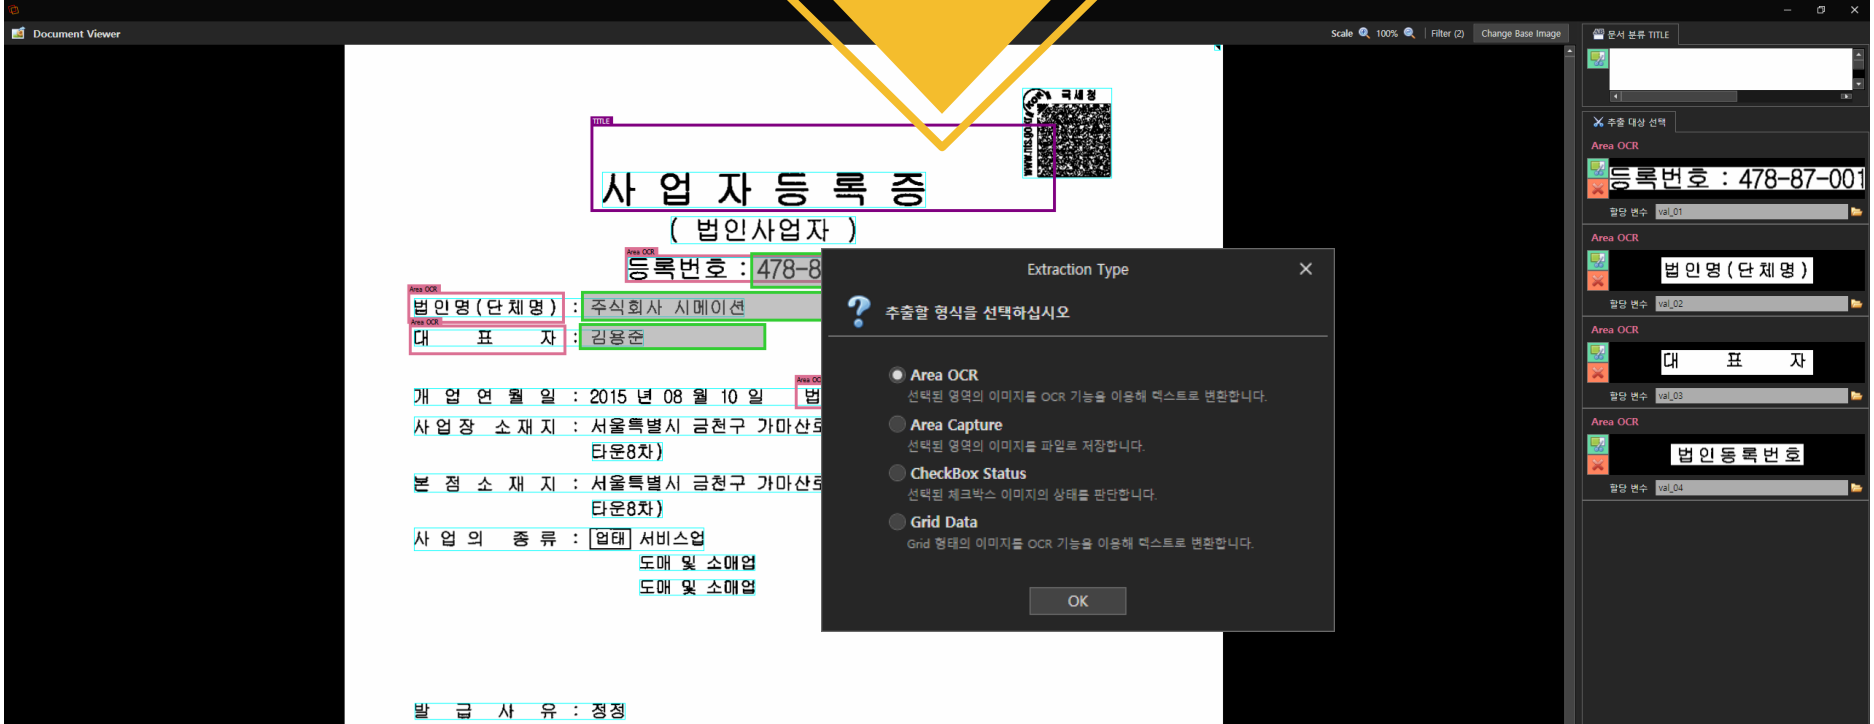 Document Viewer
Scale 100% Filter (2) Change Base Image
TITLE
국세청
www.nts.go.kr
사업자등록증
( 법인사업자 )
Area OCR
등록번호 : 478-8
Area OCR
법인명(단체명) : 주식회사 시메이션
Area OCR
대 표 자 : 김용준
Area OC
개 업 연 월 일 : 2015 년 08 월 10 일 법
사업장 소재지 : 서울특별시 금천구 가마산로
타운8차)
본 점 소 재 지 : 서울특별시 금천구 가마산로
타운8차)
사 업 의 종 류 : 업태 서비스업
도매 및 소매업
도매 및 소매업
발 급 사 유 : 정정
Extraction Type
추출할 형식을 선택하십시오
Area OCR
선택된 영역의 이미지를 OCR 기능을 이용해 텍스트로 변환합니다.
Area Capture
선택된 영역의 이미지를 파일로 저장합니다.
CheckBox Status
선택된 체크박스 이미지의 상태를 판단합니다.
Grid Data
Grid 형태의 이미지를 OCR 기능을 이용해 텍스트로 변환합니다.
OK
문서 분류 TITLE
추출 대상 선택
Area OCR
등록번호 : 478-87-001
할당 변수 val_01
Area OCR
법인명(단체명)
할당 변수 val_02
Area OCR
대 표 자
할당 변수 val_03
Area OCR
법인등록번호
할당 변수 val_04